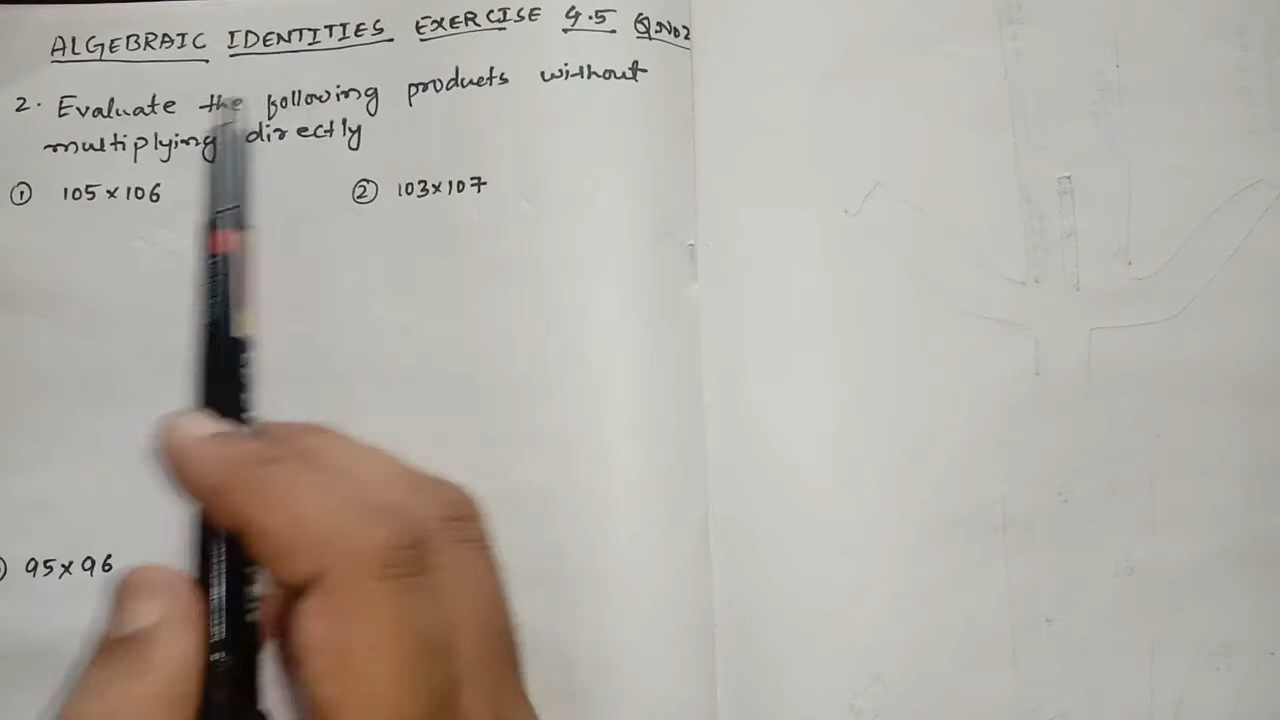 ALGEBRAIC IDENTITIES EXERCISE 9.5 Q.No2
2. Evaluate the following products without
multiplying directly
① 105×106 ② 103×107
95×96